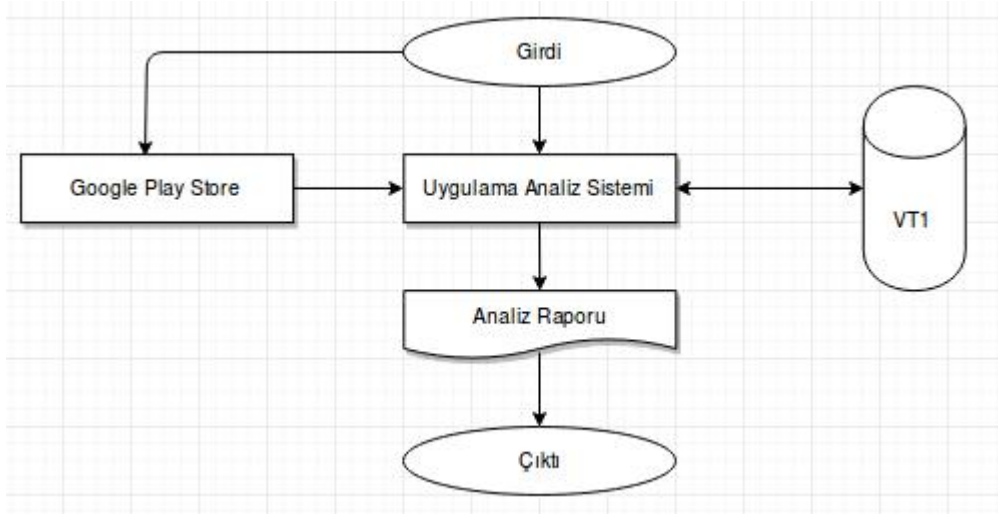 Girdi
Google Play Store
Uygulama Analiz Sistemi
VT1
Analiz Raporu
Çıktı